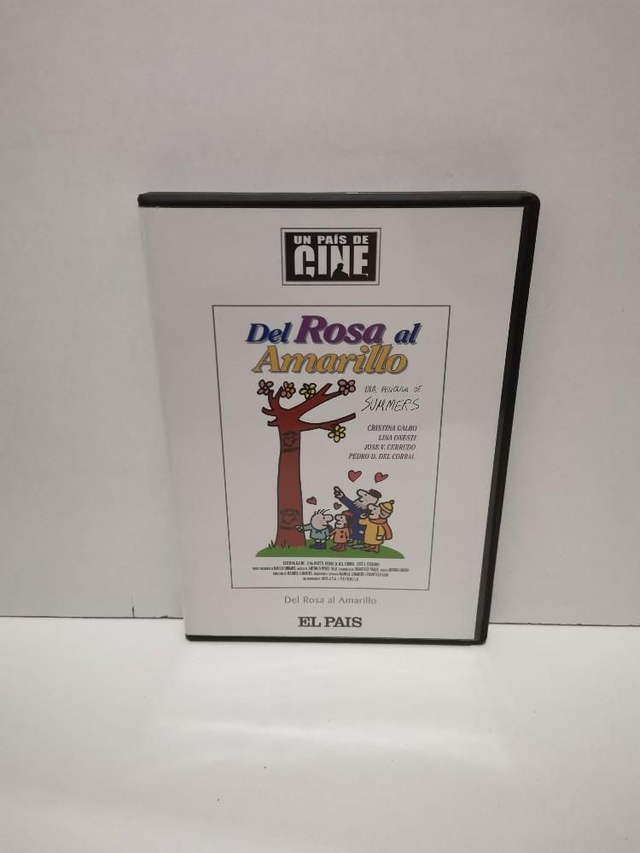 UN PAÍS DE
CINE
Del Rosa al
Amarillo
UNA PELÍCULA DE
SUMMERS
CRISTINA GALBO
LINA ONESTI
JOSE V. CERRUDO
PEDRO D. DEL CORRAL
Del Rosa al Amarillo
EL PAIS